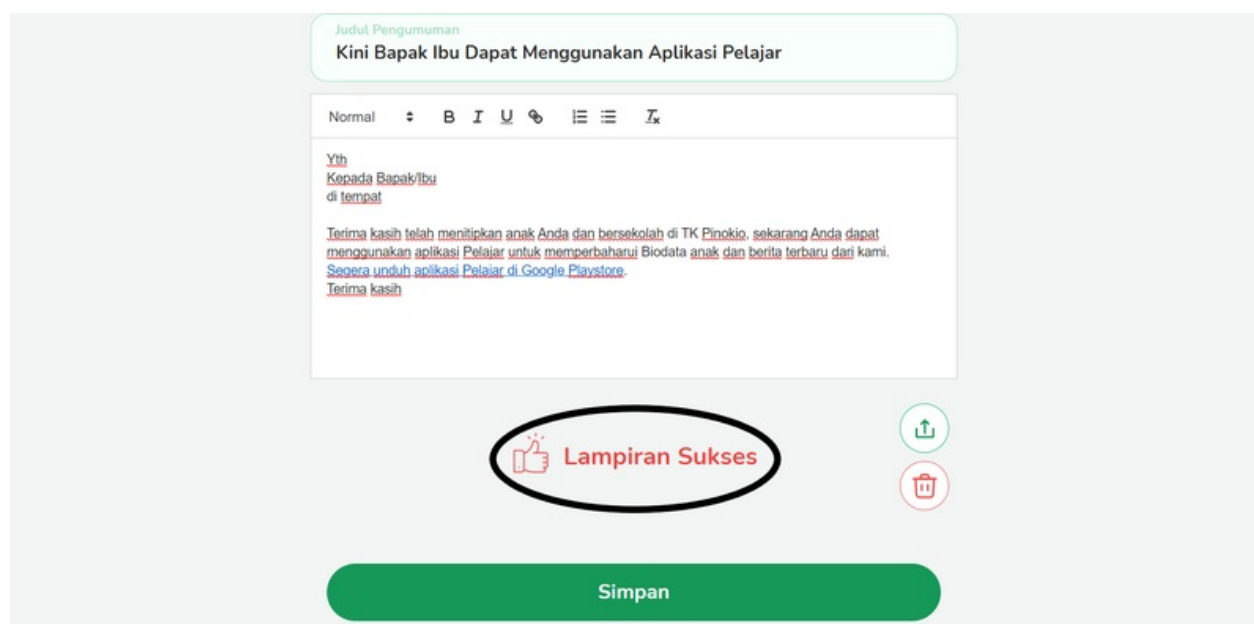 Judul Pengumuman
Kini Bapak Ibu Dapat Menggunakan Aplikasi Pelajar
Normal B I U
Yth
Kepada Bapak/Ibu
di tempat
Terima kasih telah menitipkan anak Anda dan bersekolah di TK Pinokio, sekarang Anda dapat
menggunakan aplikasi Pelajar untuk memperbaharui Biodata anak dan berita terbaru dari kami.
Segera unduh aplikasi Pelajar di Google Playstore.
Terima kasih
Lampiran Sukses
Simpan